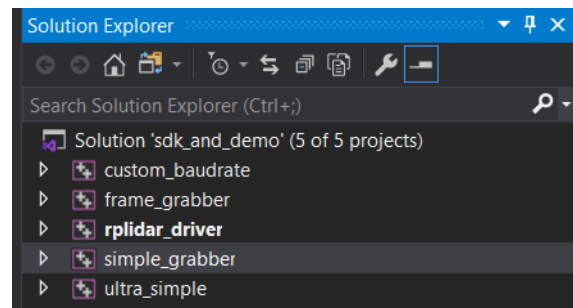 Solution Explorer
Search Solution Explorer (Ctrl+;)
Solution 'sdk_and_demo' (5 of 5 projects)
custom_baudrate
frame_grabber
rplidar_driver
simple_grabber
ultra_simple